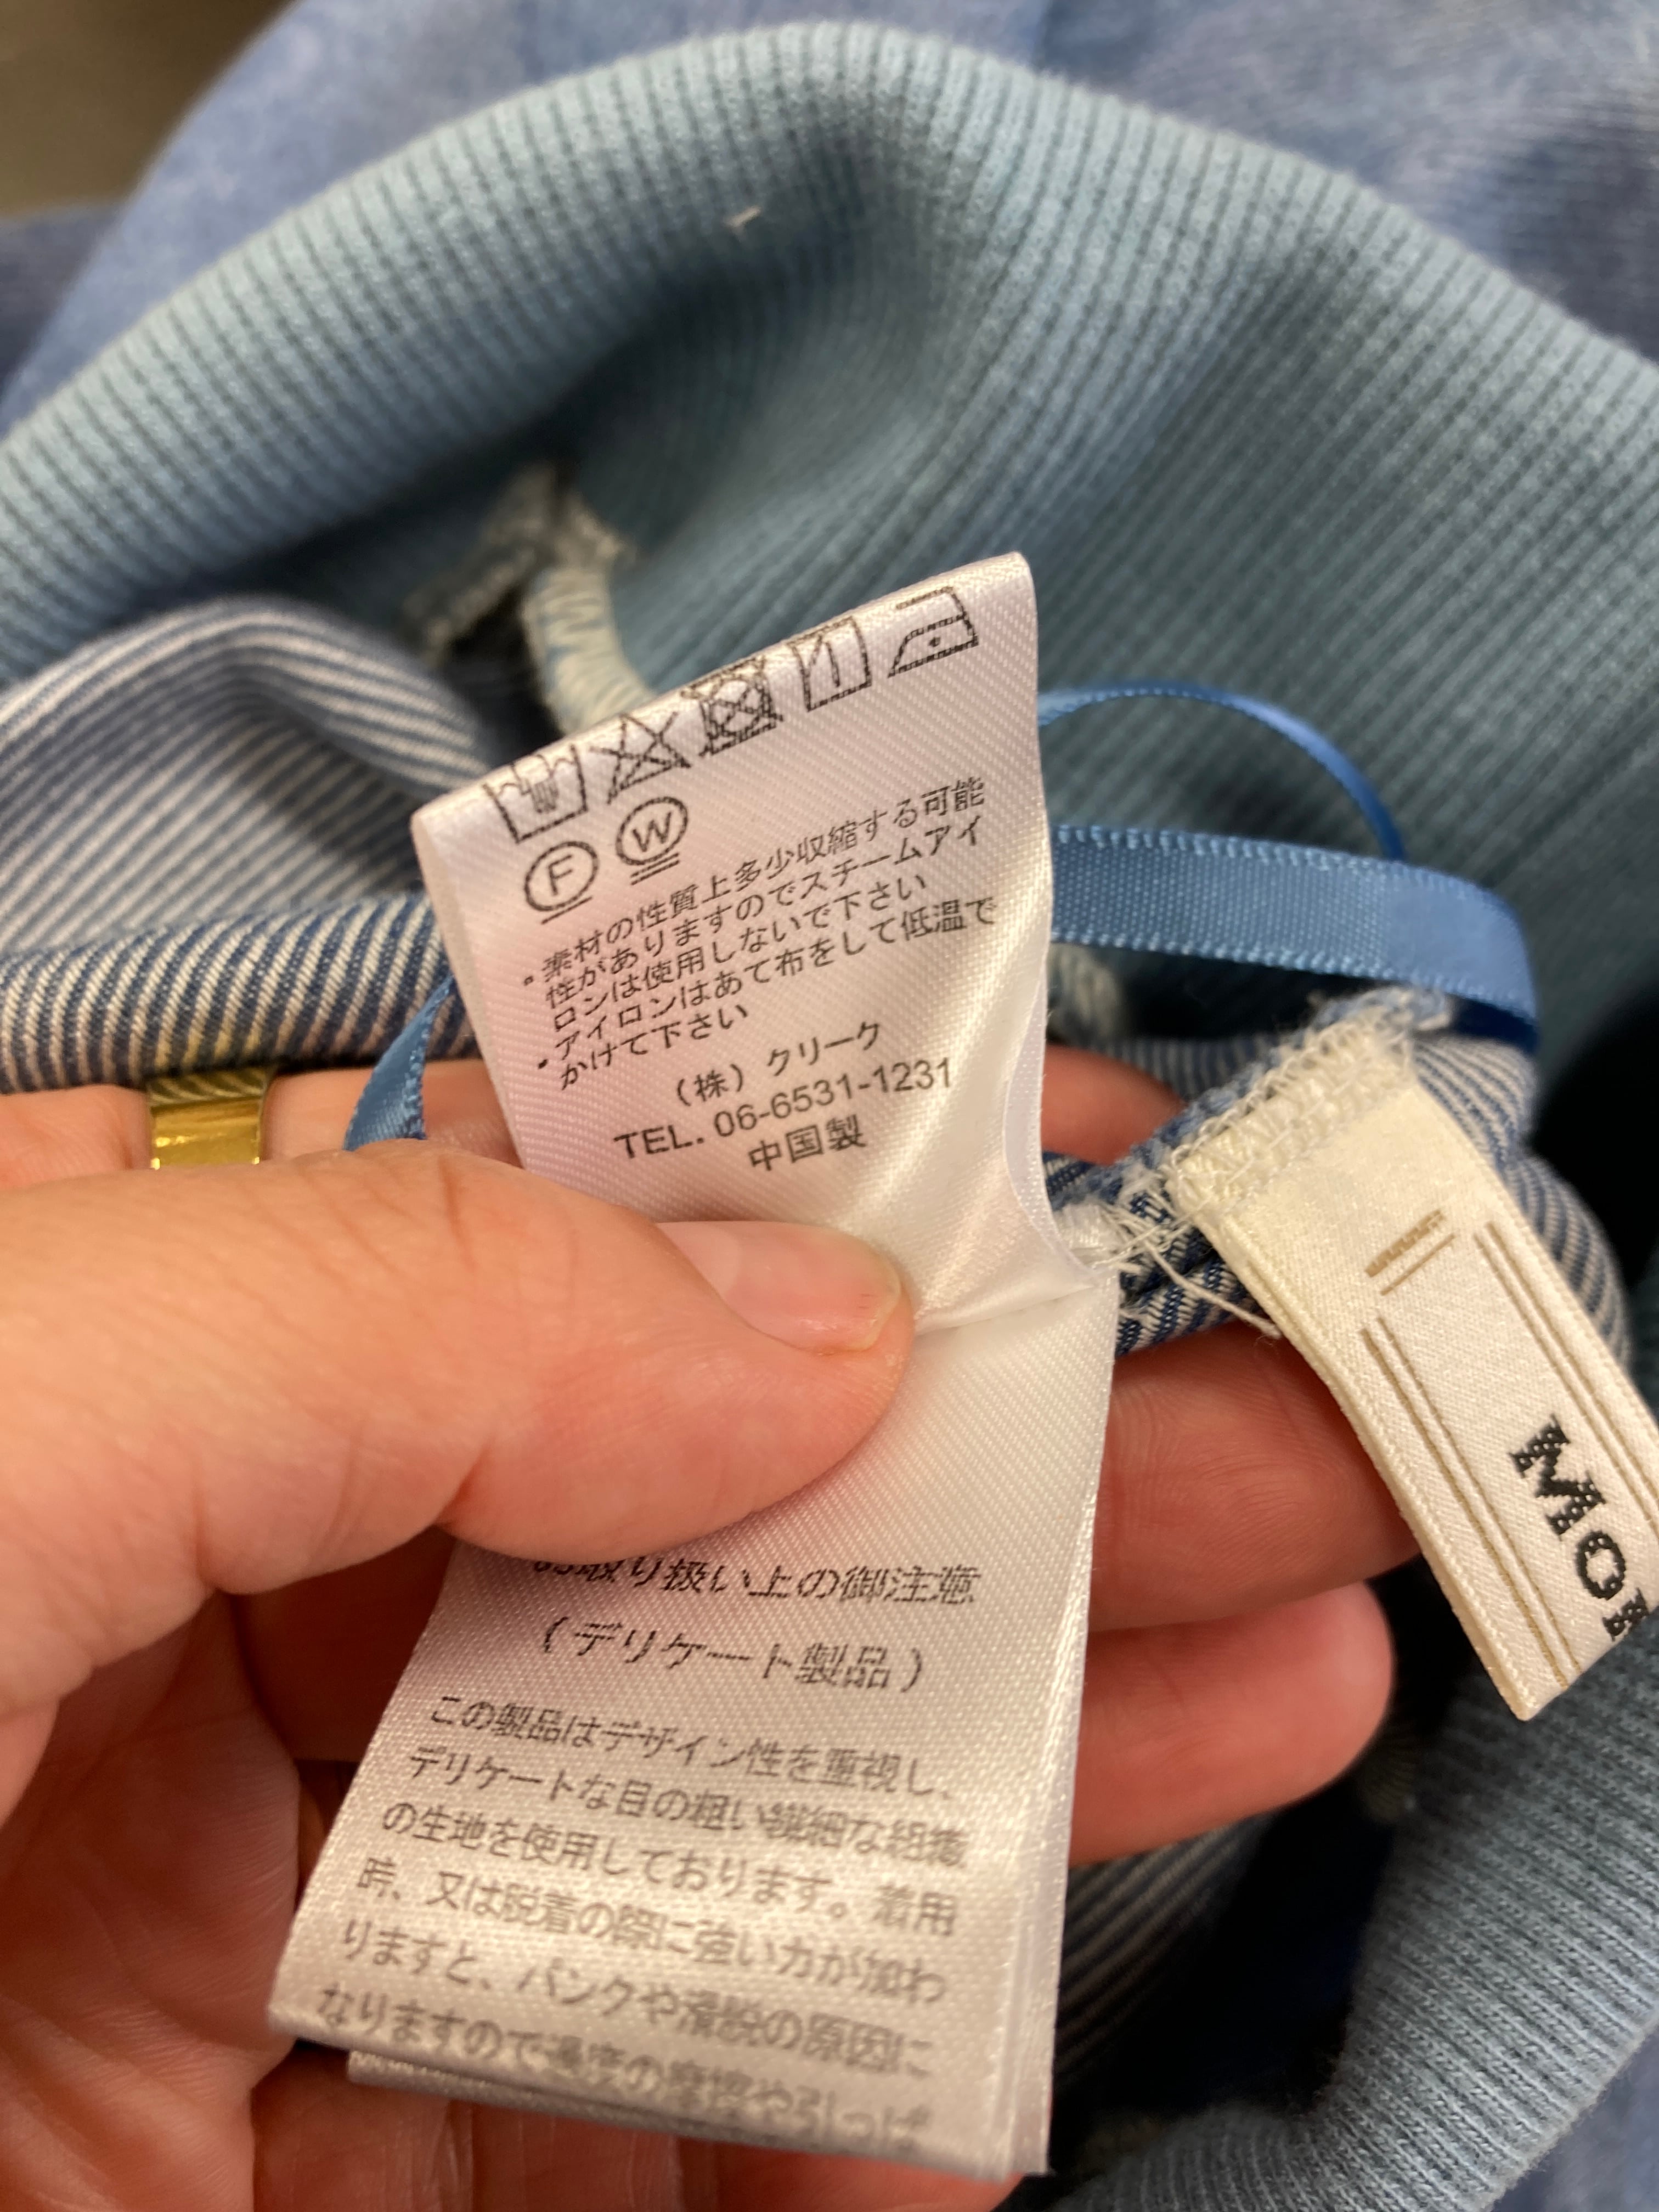 F W
・素材の性質上多少収縮する可能
性がありますのでスチームアイ
ロンは使用しないで下さい
・アイロンはあて布をして低温で
かけて下さい
（株）クリーク
TEL. 06-6531-1231
中国製
取り扱い上の御注意
（デリケート製品）
この製品はデザイン性を重視し、
デリケートな目の粗い繊細な組織
の生地を使用しております。着用
時、又は脱着の際に強い力が加わ
りますと、パンクや滑脱の原因に
なりますので過度の摩擦や引っぱ